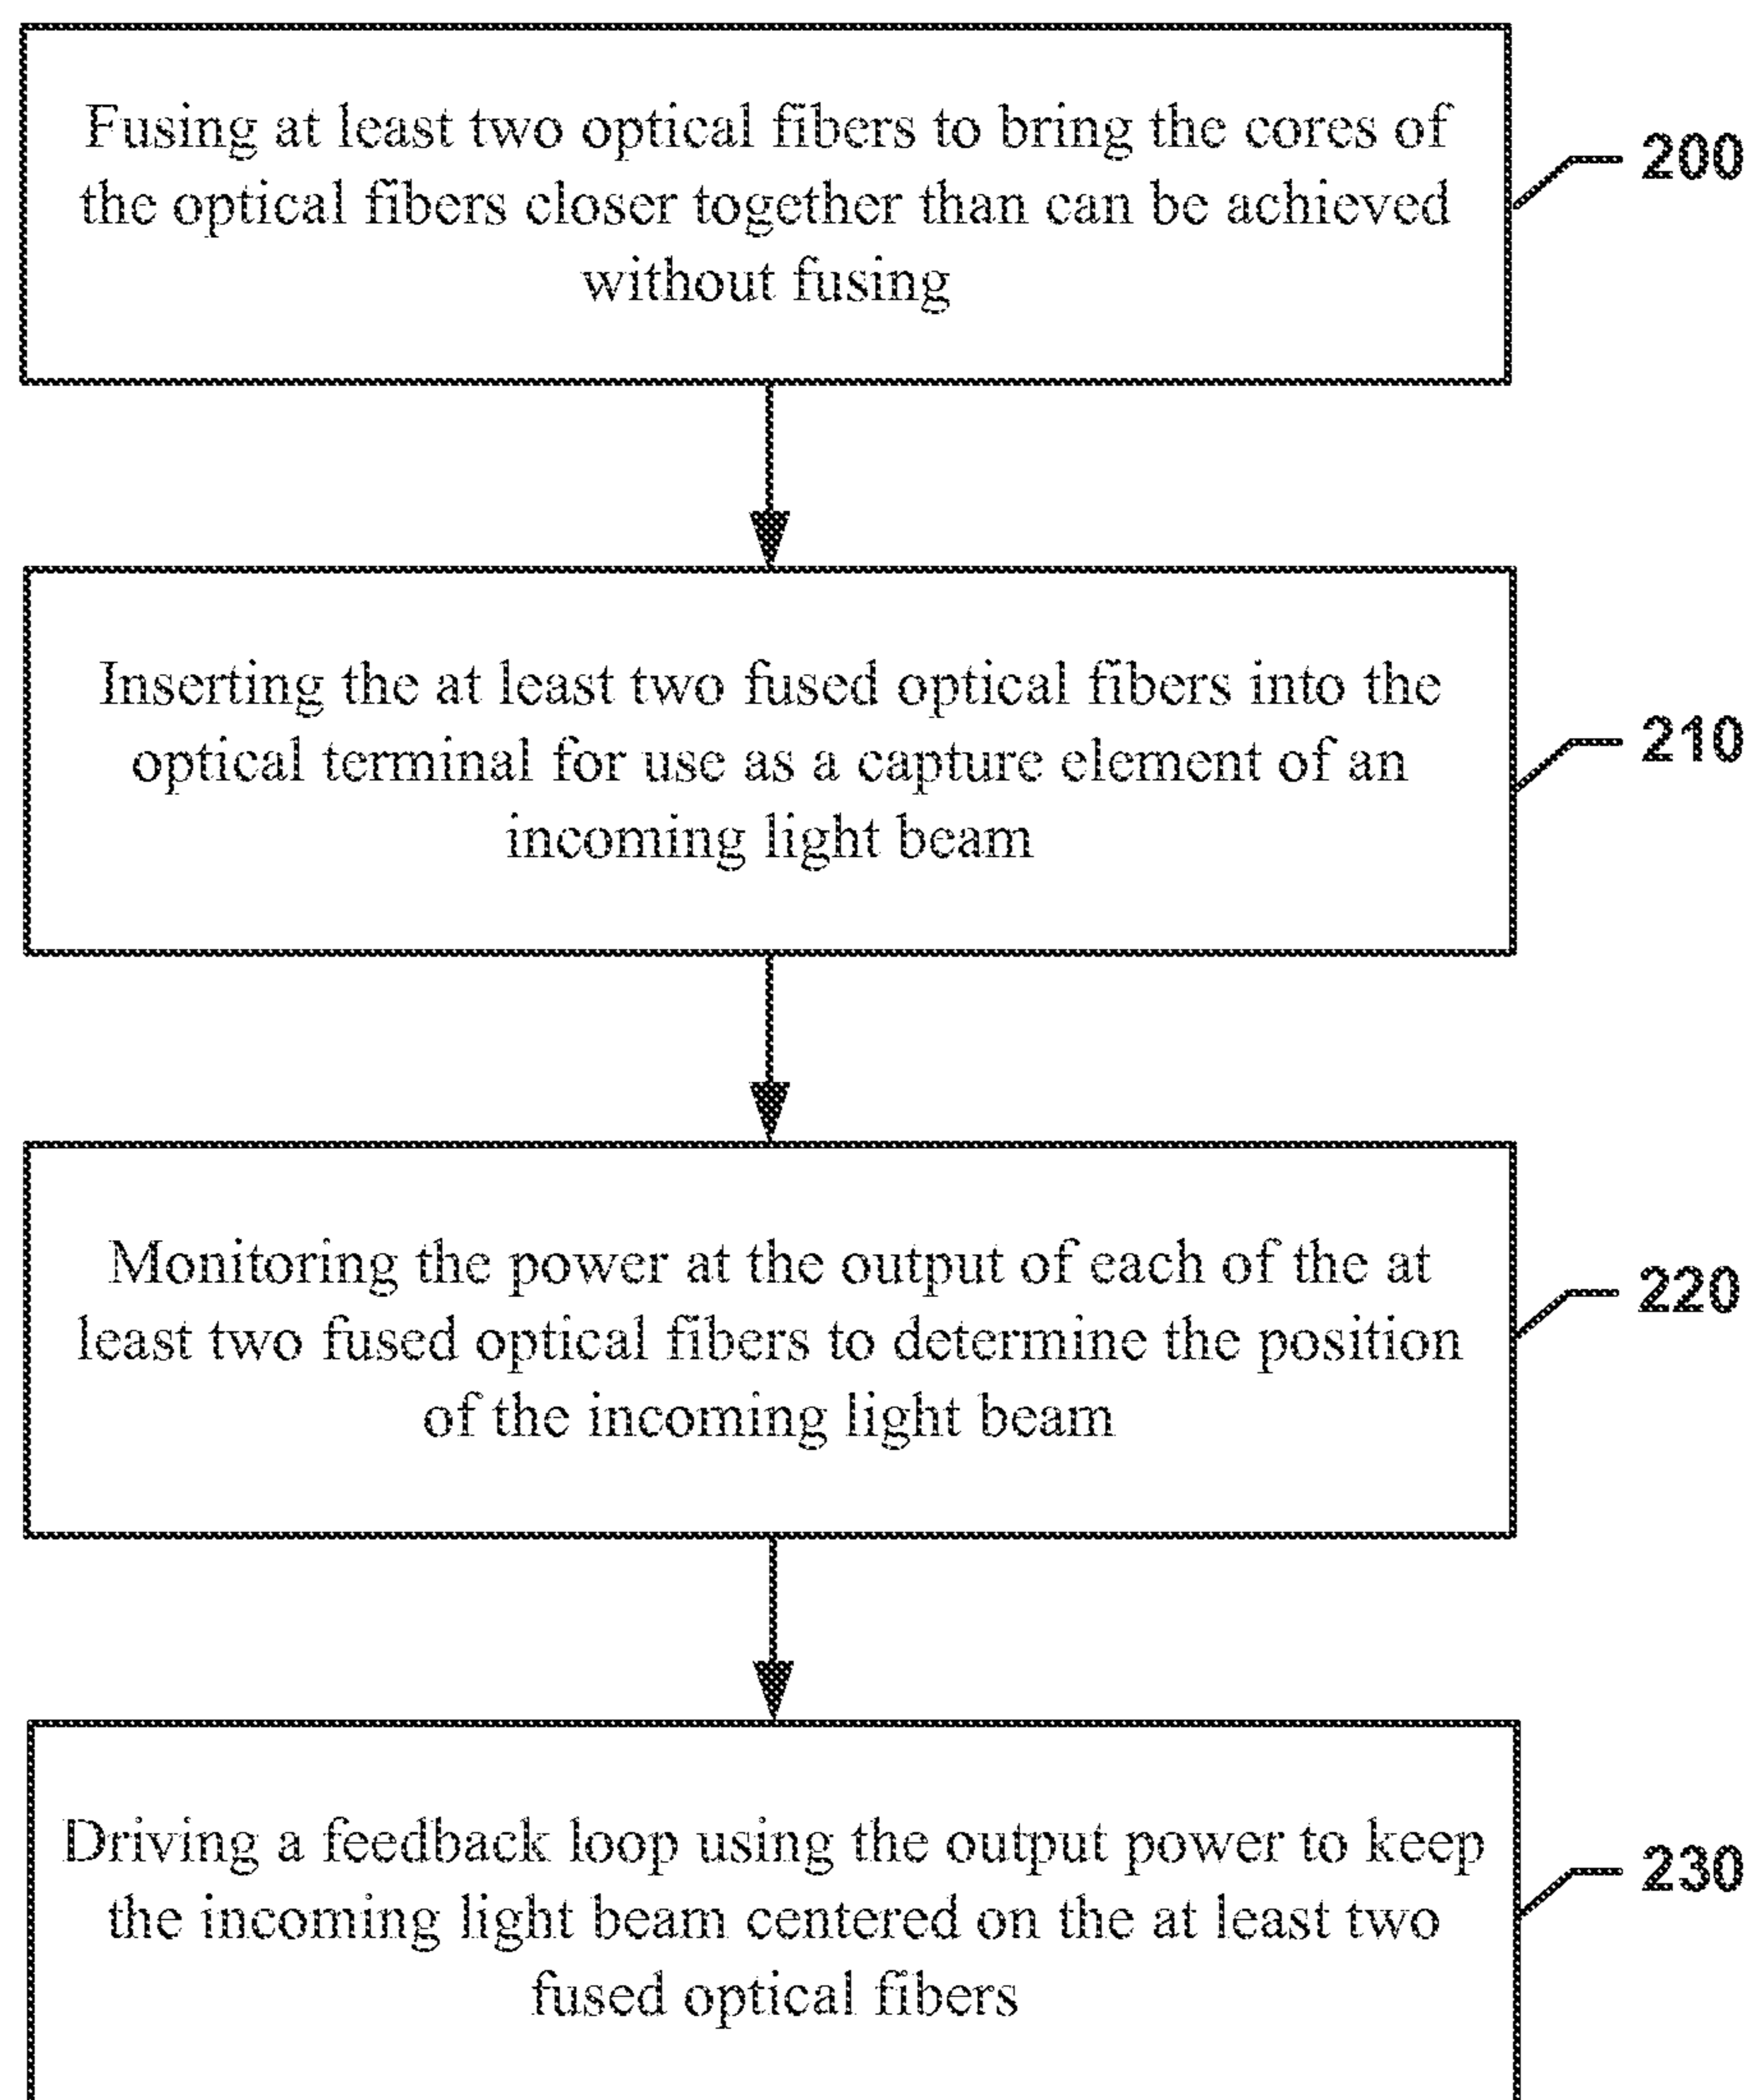 Fusing at least two optical fibers to bring the cores of
the optical fibers closer together than can be achieved
without fusing
200
Inserting the at least two fused optical fibers into the
optical terminal for use as a capture element of an
incoming light beam
210
Monitoring the power at the output of each of the at
least two fused optical fibers to determine the position
of the incoming light beam
220
Driving a feedback loop using the output power to keep
the incoming light beam centered on the at least two
fused optical fibers
230